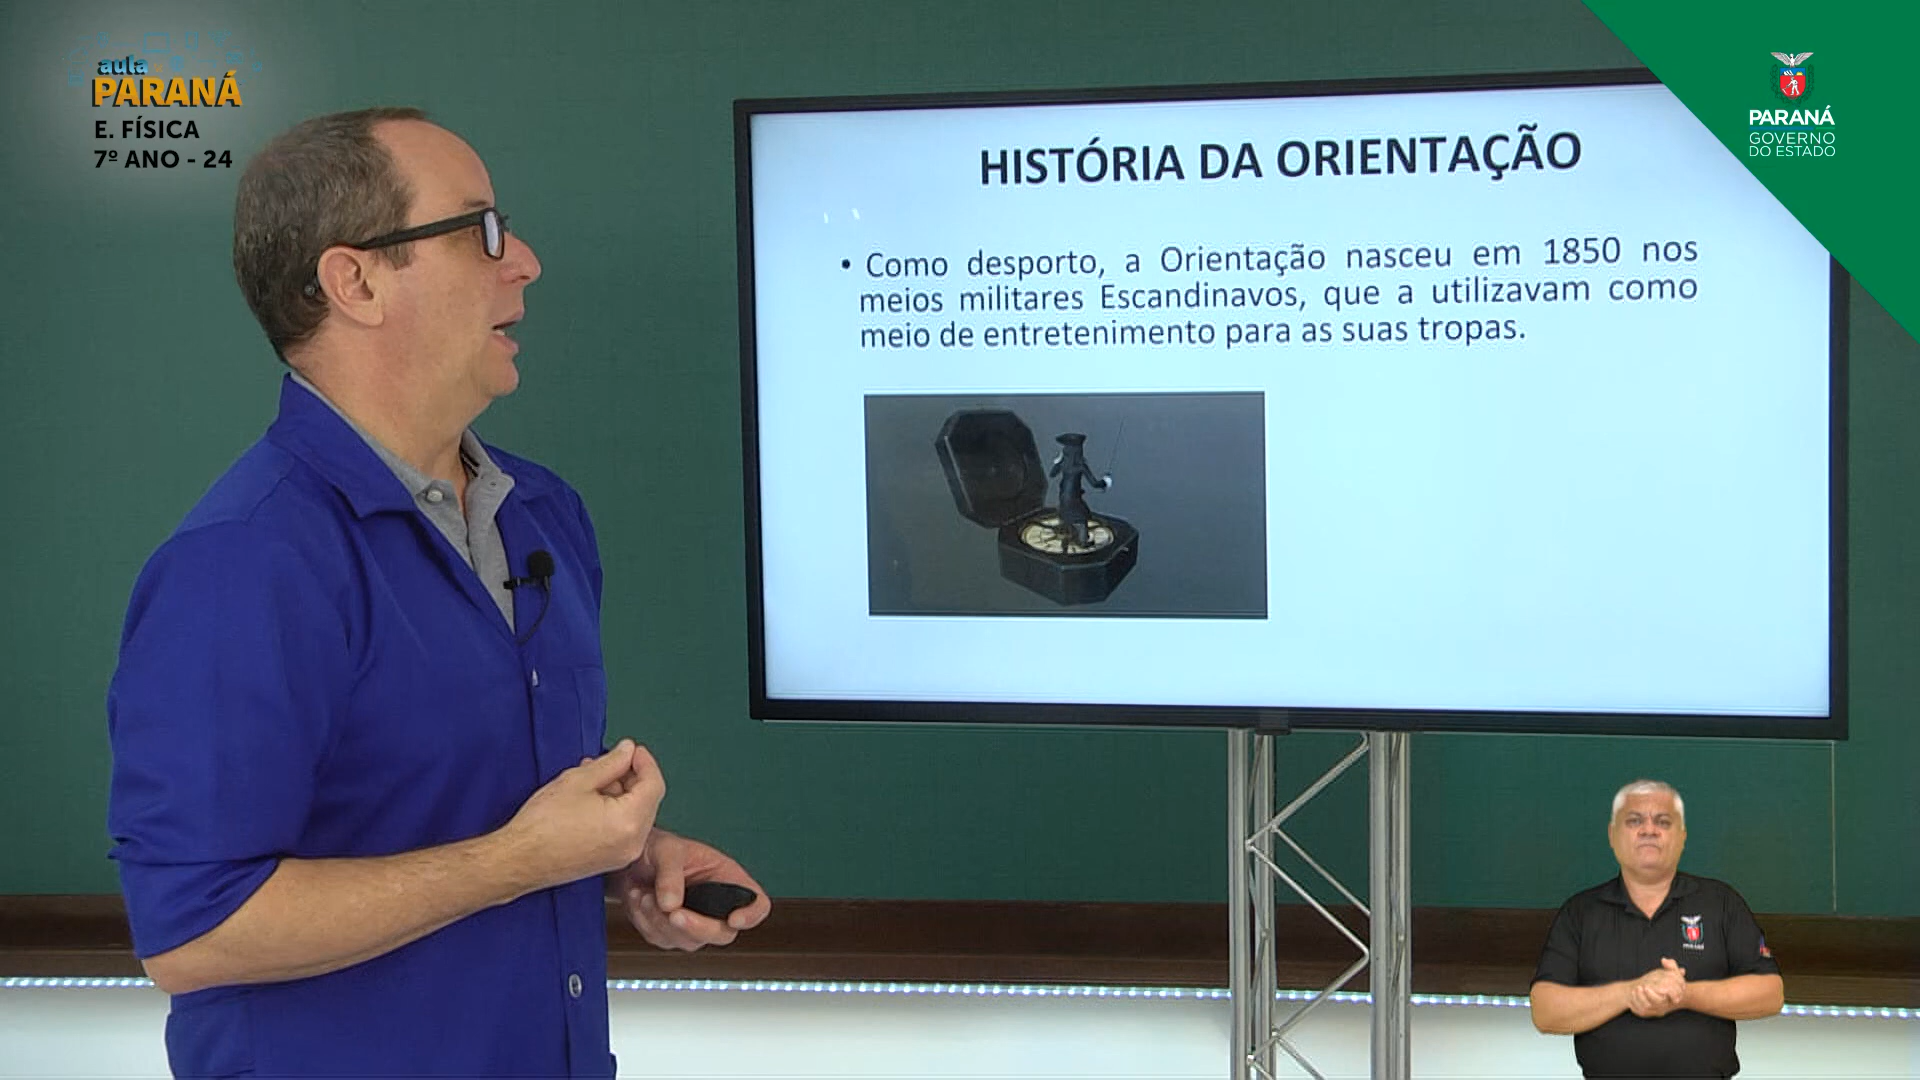 aula
PARANÁ
E. FÍSICA
7º ANO - 24
PARANÁ
GOVERNO
DO ESTADO
HISTÓRIA DA ORIENTAÇÃO
• Como desporto, a Orientação nasceu em 1850 nos
meios militares Escandinavos, que a utilizavam como
meio de entretenimento para as suas tropas.